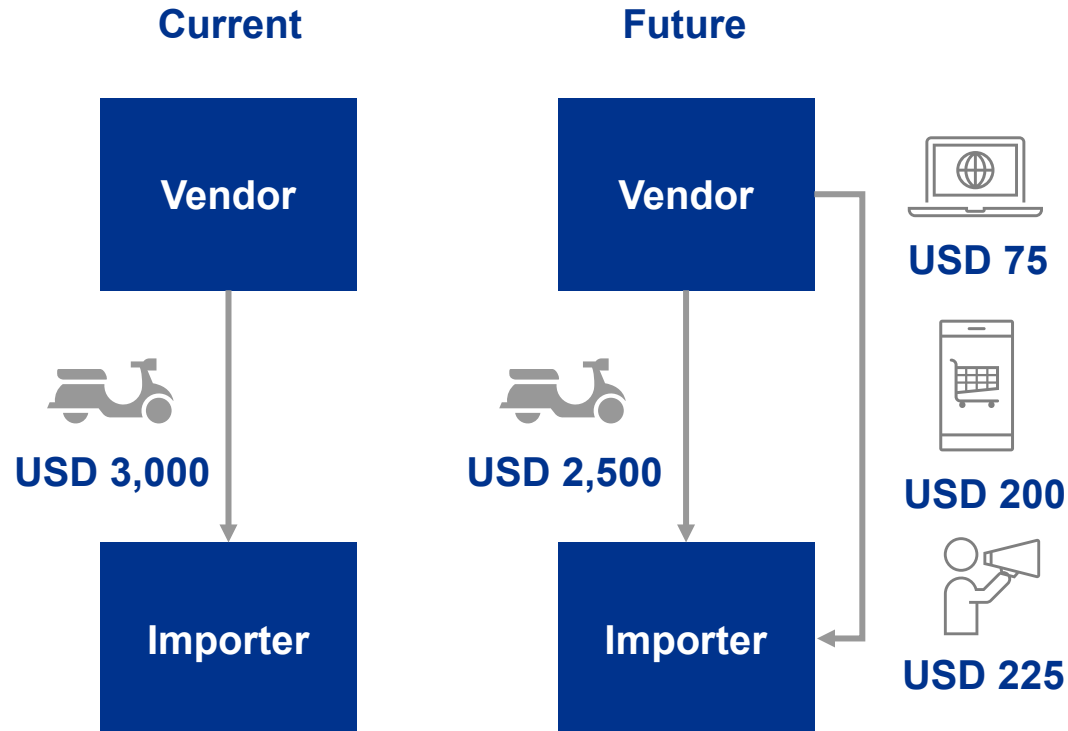 Current
Future
Vendor
Vendor
USD 75
USD 3,000
USD 2,500
USD 200
Importer
Importer
USD 225